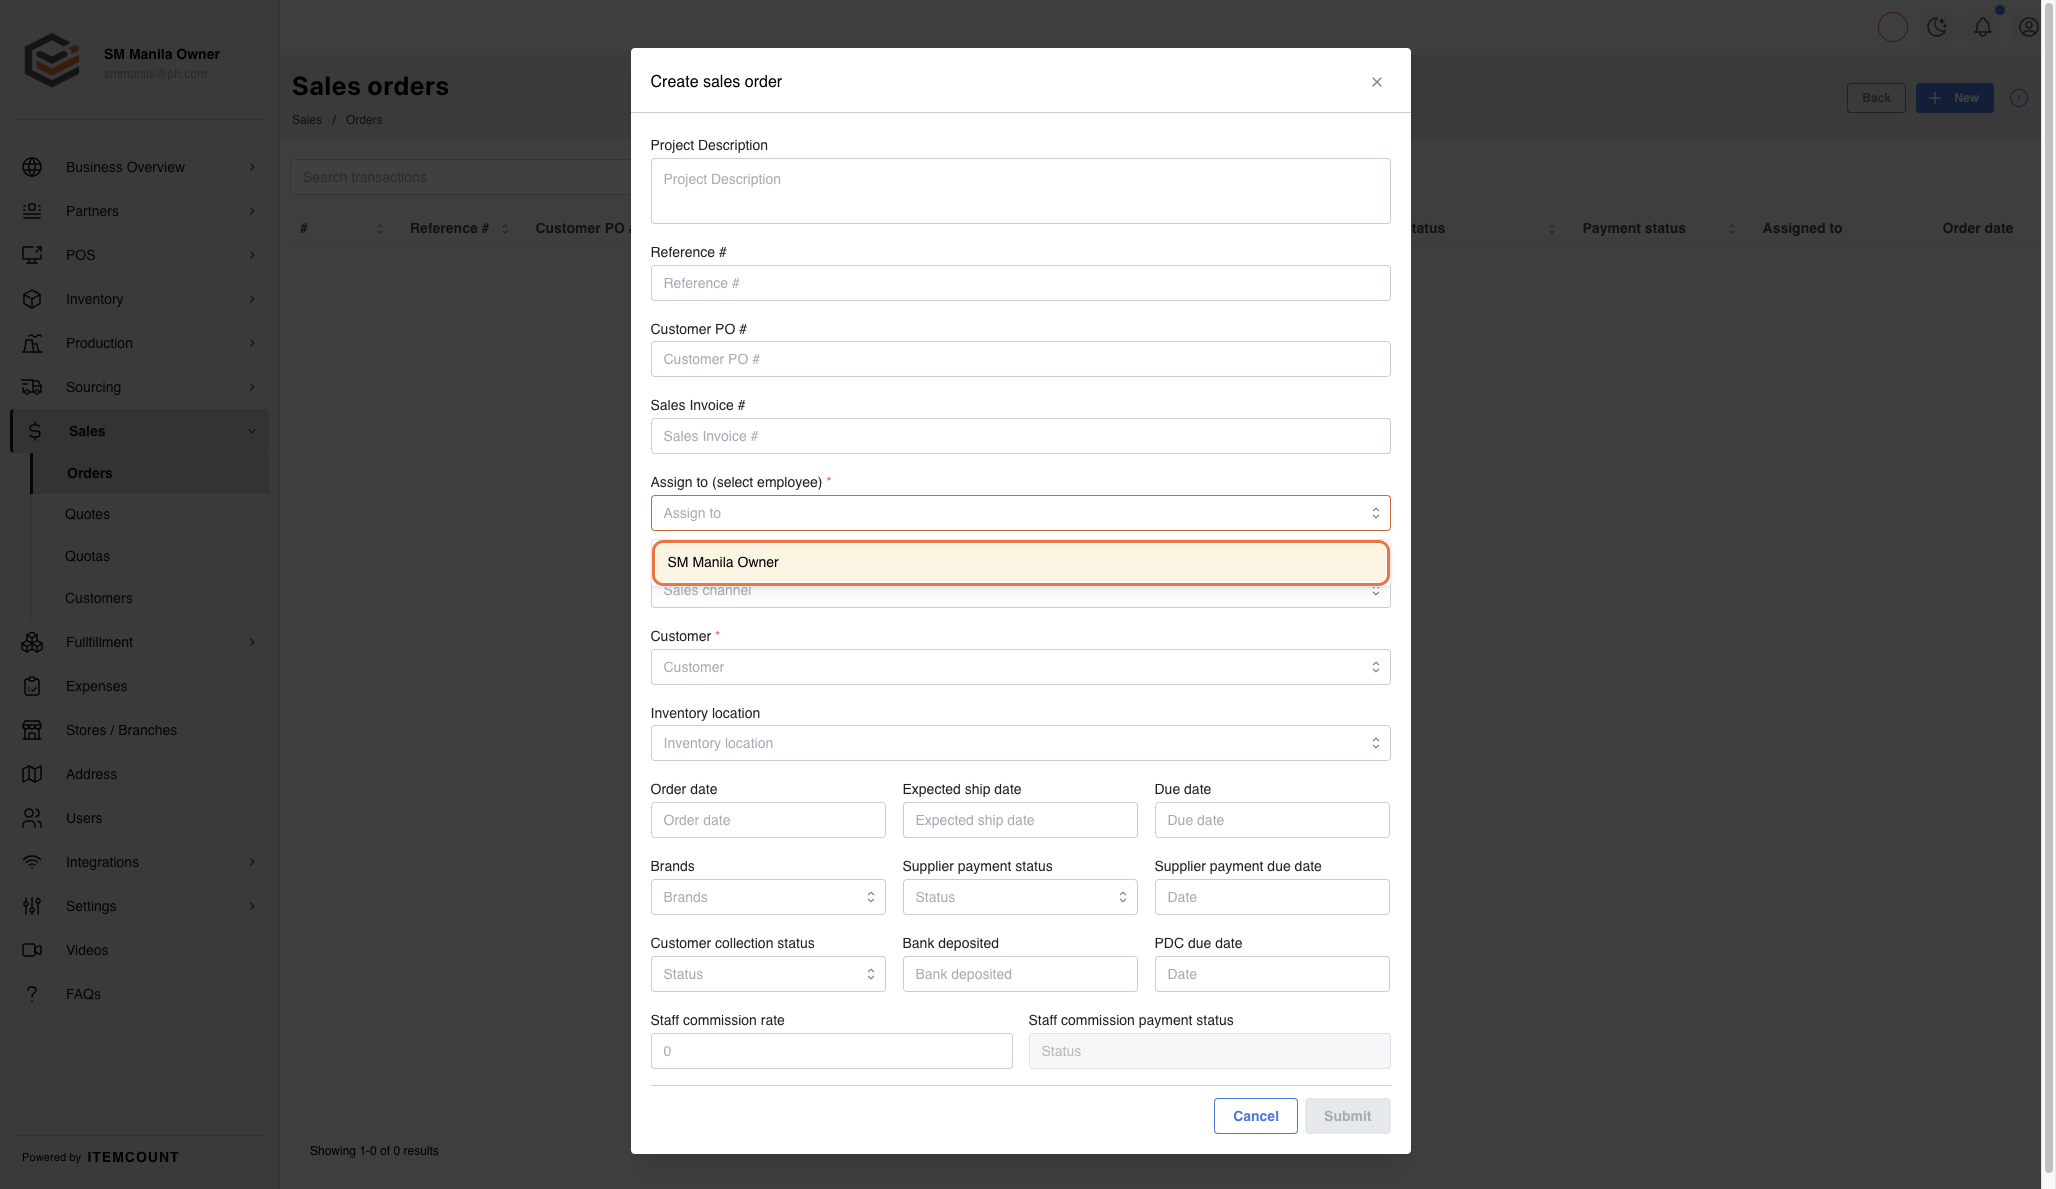 SM Manila Owner
smmanila@ph.com
Business Overview
Partners
POS
Inventory
Production
Sourcing
Sales
Orders
Quotes
Quotas
Customers
Fullfillment
Expenses
Stores / Branches
Address
Users
Integrations
Settings
Videos
FAQs
Powered by ITEMCOUNT
Sales orders
Sales / Orders
Back
+ New
Search transactions
# Reference # Customer PO tatus Payment status Assigned to Order date
Showing 1-0 of 0 results
Create sales order
Project Description
Project Description
Reference #
Reference #
Customer PO #
Customer PO #
Sales Invoice #
Sales Invoice #
Assign to (select employee) *
Assign to
SM Manila Owner
Sales channel
Customer *
Customer
Inventory location
Inventory location
Order date Expected ship date Due date
Order date Expected ship date Due date
Brands Supplier payment status Supplier payment due date
Brands Status Date
Customer collection status Bank deposited PDC due date
Status Bank deposited Date
Staff commission rate Staff commission payment status
0 Status
Cancel Submit